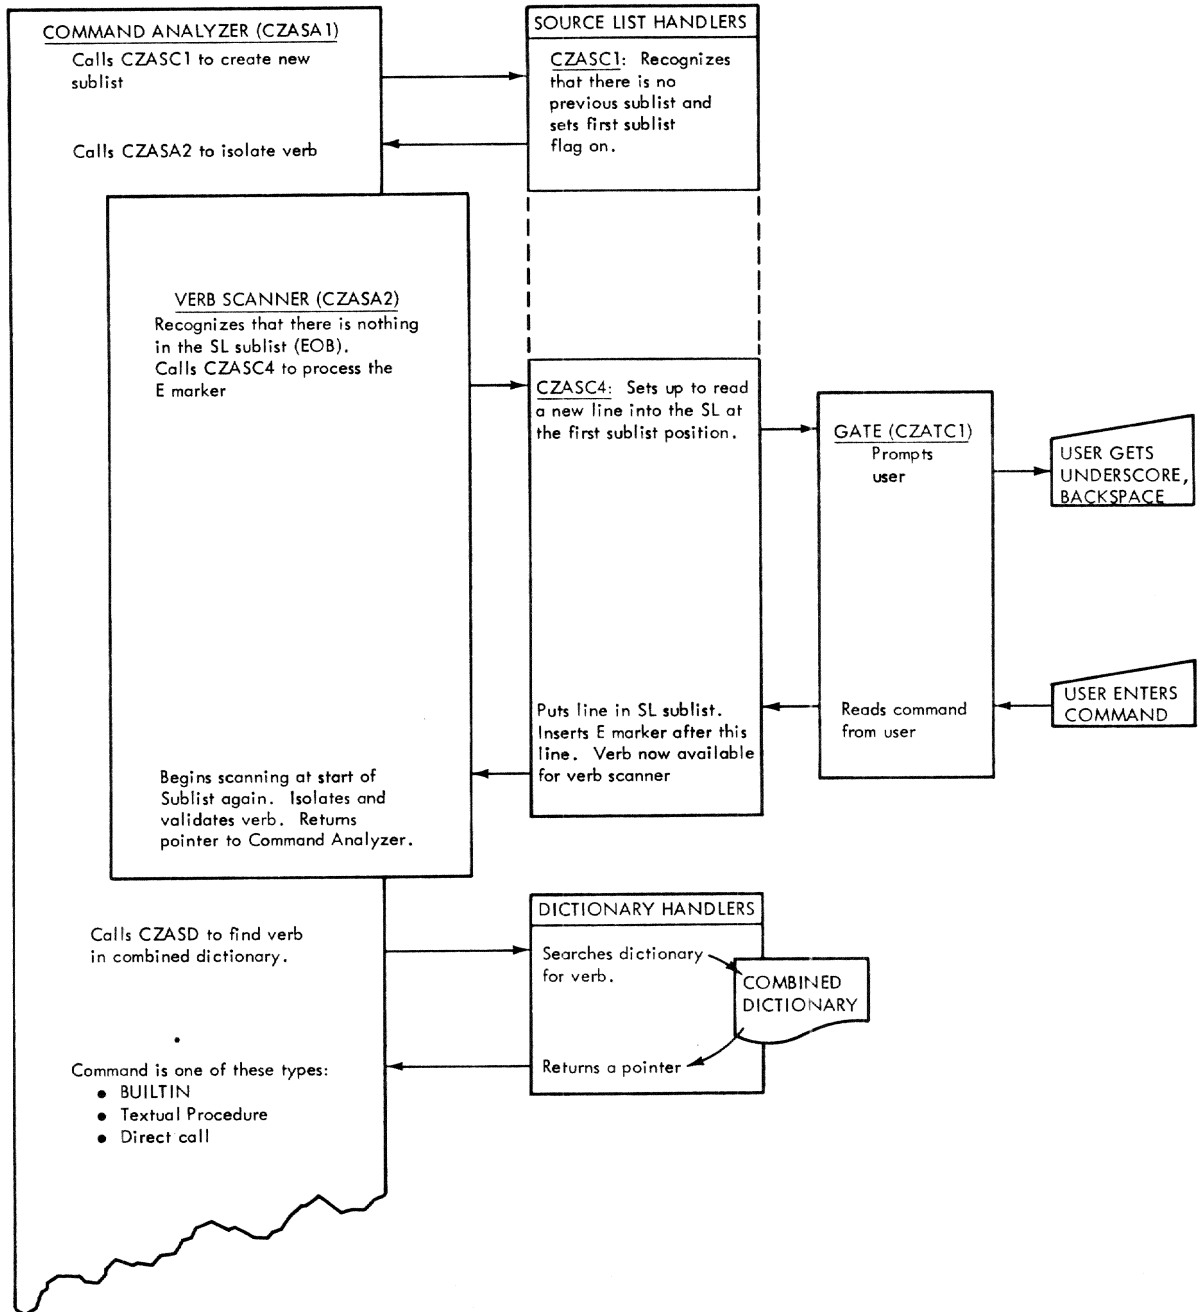 COMMAND ANALYZER (CZASA1)
Calls CZASC1 to create new
sublist
Calls CZASA2 to isolate verb
SOURCE LIST HANDLERS
CZASC1: Recognizes
that there is no
previous sublist and
sets first sublist
flag on.
VERB SCANNER (CZASA2)
Recognizes that there is nothing
in the SL sublist (EOB).
Calls CZASC4 to process the
E marker
CZASC4: Sets up to read
a new line into the SL at
the first sublist position.
GATE (CZATC1)
Prompts
user
USER GETS
UNDERSCORE,
BACKSPACE
USER ENTERS
COMMAND
Reads command
from user
Puts line in SL sublist.
Inserts E marker after this
line. Verb now available
for verb scanner
Begins scanning at start of
Sublist again. Isolates and
validates verb. Returns
pointer to Command Analyzer.
Calls CZASD to find verb
in combined dictionary.
DICTIONARY HANDLERS
Searches dictionary
for verb.
COMBINED
DICTIONARY
Returns a pointer
Command is one of these types:
• BUILTIN
• Textual Procedure
• Direct call